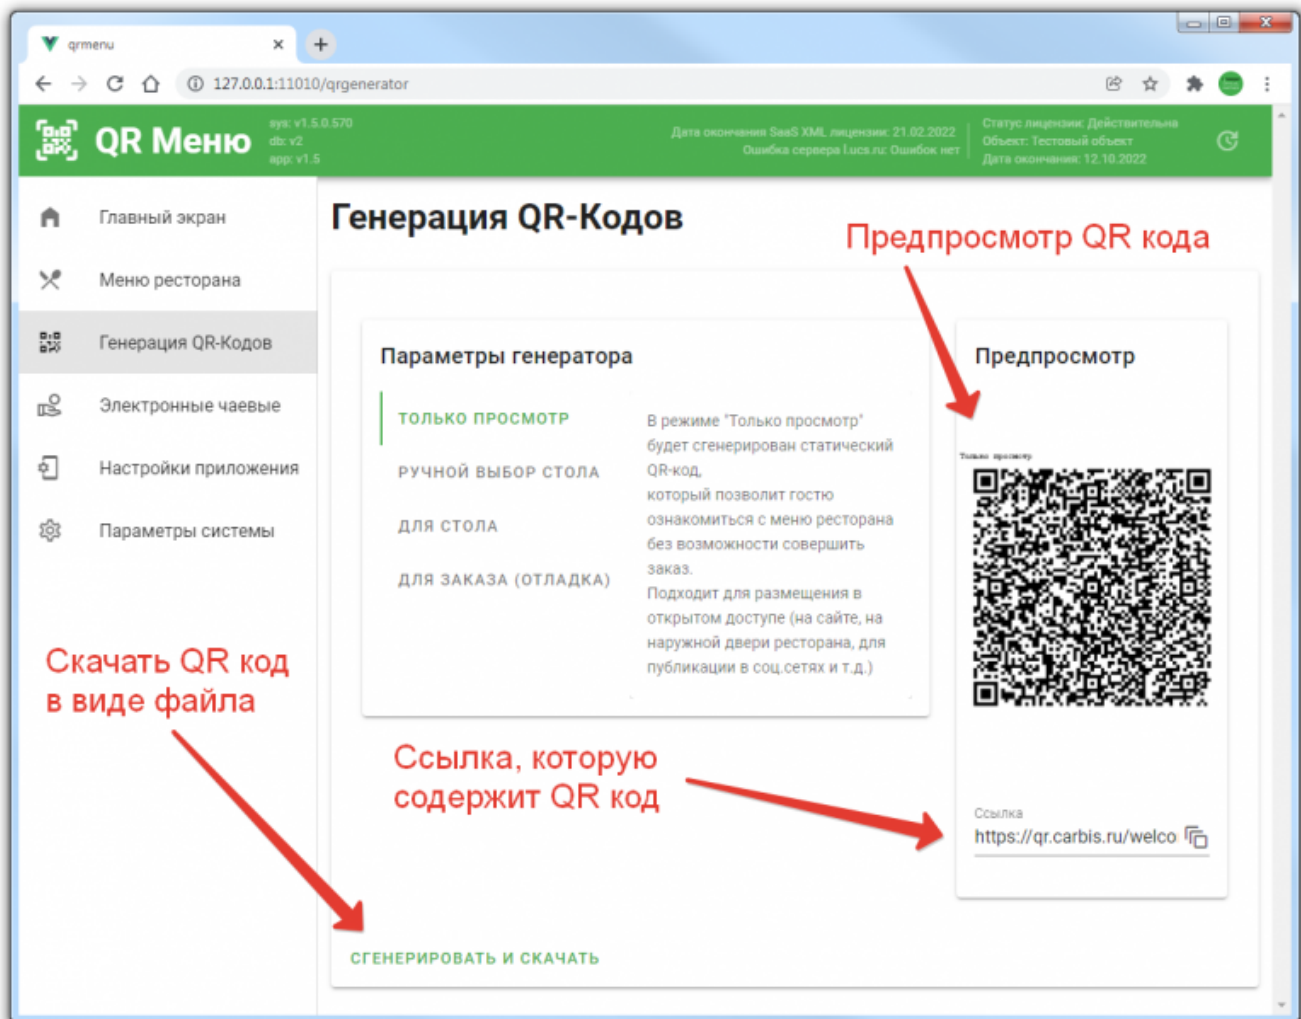 qrmenu
127.0.0.1:11010/qrgenerator
QR Меню
sys: v1.5.0.570
db: v2
app: v1.5
Дата окончания SaaS XML лицензии: 21.02.2022
Ошибка сервера l.ucs.ru: Ошибок нет
Статус лицензии: Действительна
Объект: Тестовый объект
Дата окончания: 12.10.2022
Главный экран
Меню ресторана
Генерация QR-Кодов
Электронные чаевые
Настройки приложения
Параметры системы
Генерация QR-Кодов
Предпросмотр QR кода
Параметры генератора
ТОЛЬКО ПРОСМОТР
РУЧНОЙ ВЫБОР СТОЛА
ДЛЯ СТОЛА
ДЛЯ ЗАКАЗА (ОТЛАДКА)
В режиме "Только просмотр"
будет сгенерирован статический
QR-код,
который позволит гостю
ознакомиться с меню ресторана
без возможности совершить
заказ.
Подходит для размещения в
открытом доступе (на сайте, на
наружной двери ресторана, для
публикации в соц.сетях и т.д.)
Предпросмотр
Только просмотр
Скачать QR код
в виде файла
Ссылка, которую
содержит QR код
Ссылка
https://qr.carbis.ru/welco
СГЕНЕРИРОВАТЬ И СКАЧАТЬ